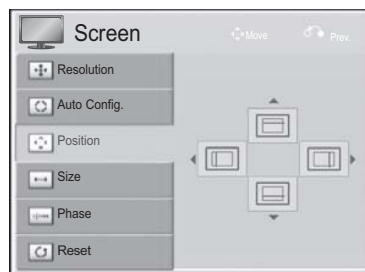 Screen
Move
Prev.
Resolution
Auto Config.
Position
Size
Phase
Reset